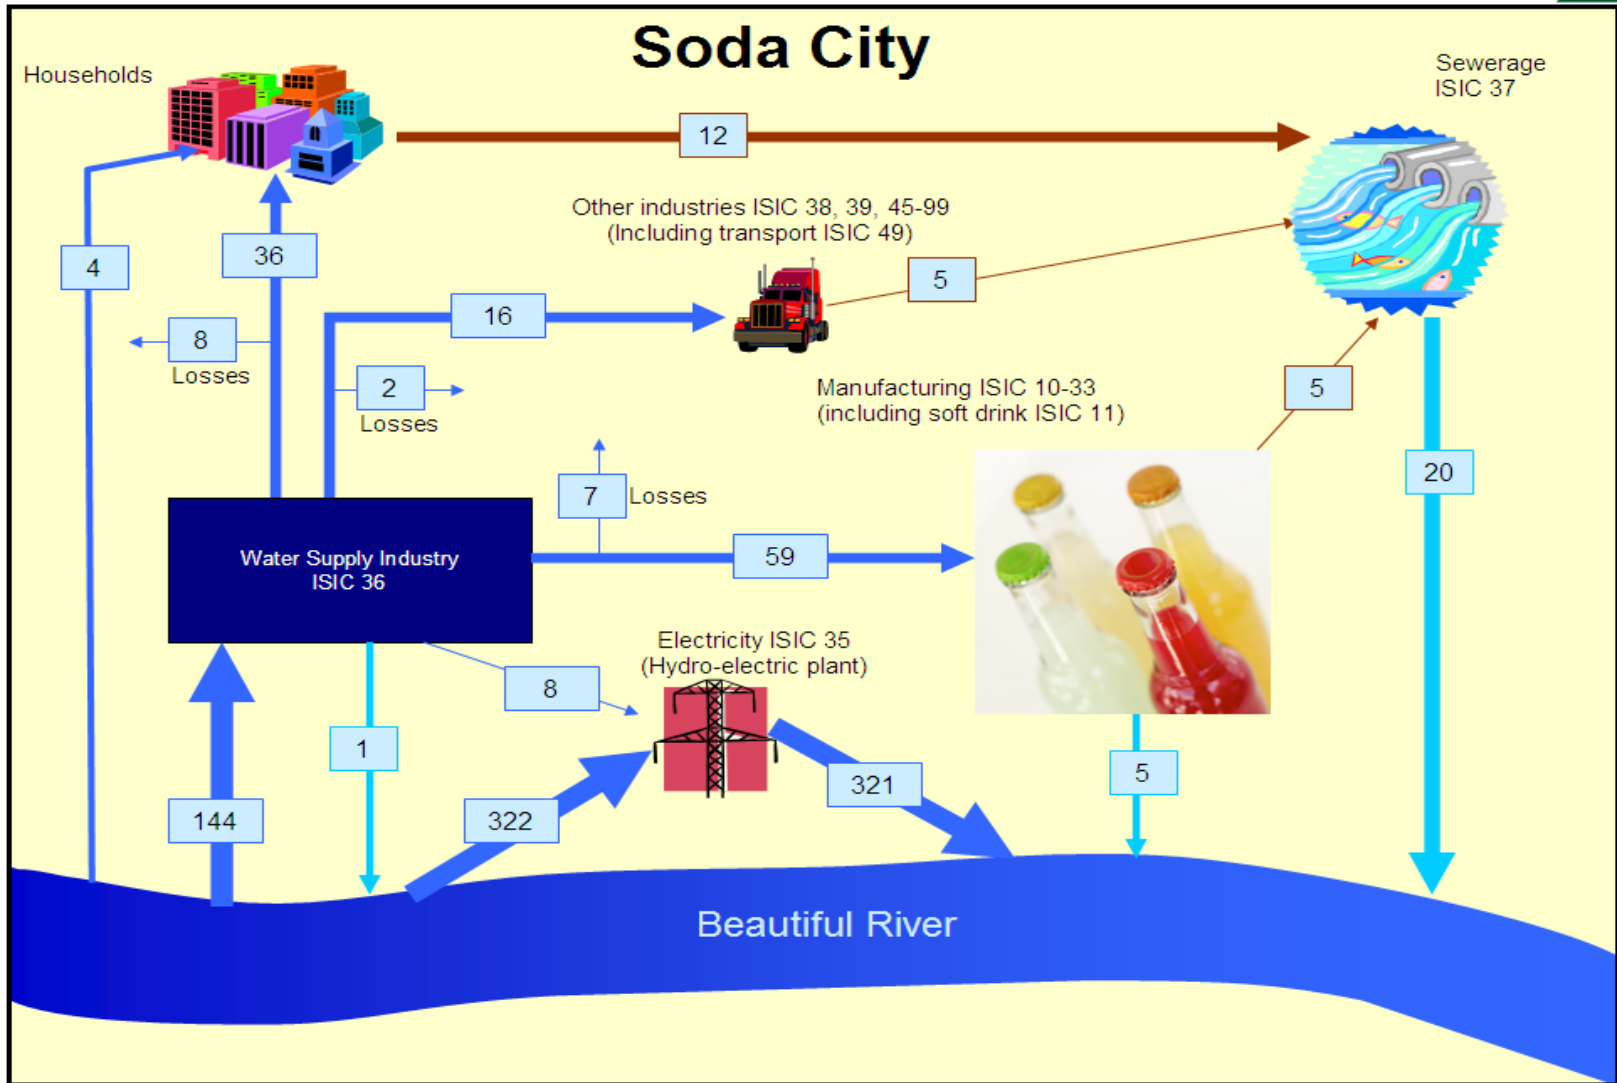 Soda City
Households
Sewerage
ISIC 37
12
Other industries ISIC 38, 39, 45-99
(Including transport ISIC 49)
4
36
5
16
8
Losses
2
Losses
Manufacturing ISIC 10-33
(including soft drink ISIC 11)
5
20
7
Losses
Water Supply Industry
ISIC 36
59
Electricity ISIC 35
(Hydro-electric plant)
8
1
5
321
144
322
Beautiful River